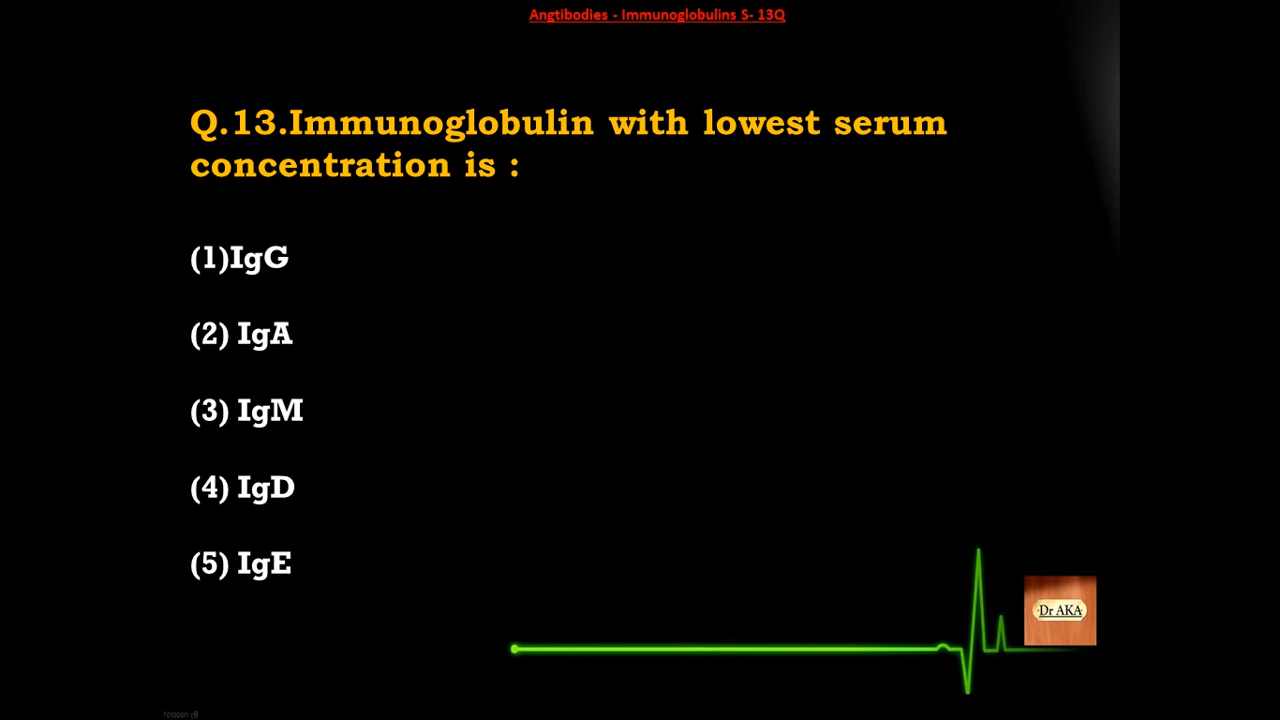 Angtibodies - Immunoglobulins S- 13Q
Q.13.Immunoglobulin with lowest serum
concentration is :
(1)IgG
(2) IgA
(3) IgM
(4) IgD
(5) IgE
Dr AKA